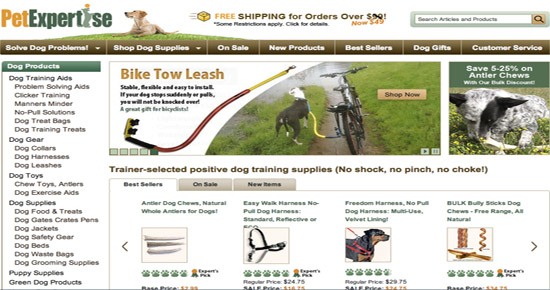 PetExpertise
FREE SHIPPING for Orders Over $90!
*Some Restrictions apply. Click for details. Now $49
Search Articles and Products
Solve Dog Problems!
Shop Dog Supplies
On Sale
New Products
Best Sellers
Dog Gifts
Customer Service
Dog Products
Dog Training Aids
Problem Solving Aids
Clicker Training
Manners Minder
No-Pull Solutions
Dog Treat Bags
Dog Training Treats
Dog Gear
Dog Collars
Dog Harnesses
Dog Leashes
Dog Toys
Chew Toys, Antlers
Dog Exercise Aids
Dog Supplies
Dog Food & Treats
Dog Gates Crates Pens
Dog Jackets
Dog Safety Gear
Dog Beds
Dog Waste Bags
Dog Grooming Supplies
Puppy Supplies
Green Dog Products
Bike Tow Leash
Stable, flexible and easy to install.
If your dog stops suddenly or pulls,
you will not be knocked over!
A great gift for bicyclists!
Shop Now
Save 5-25% on
Antler Chews
With Our Bulk Discount!
Trainer-selected positive dog training supplies (No shock, no pinch, no choke!)
Best Sellers
On Sale
New Items
Antler Dog Chews, Natural
Whole Antlers for Dogs!
Expert's
Pick
Base Price: $2.99
Easy Walk Harness No-
Pull Dog Harness:
Standard, Reflective or
ECO
Expert's
Pick
Regular Price: $24.75
SALE Price: $16.75
Freedom Harness, No Pull
Dog Harness: Multi-Use,
Velvet Lining!
Regular Price: $29.75
Base Price: $24.75
BULK Bully Sticks Dog
Chews - Free Range, All
Natural
Expert's
Pick
Base Price: $34.75